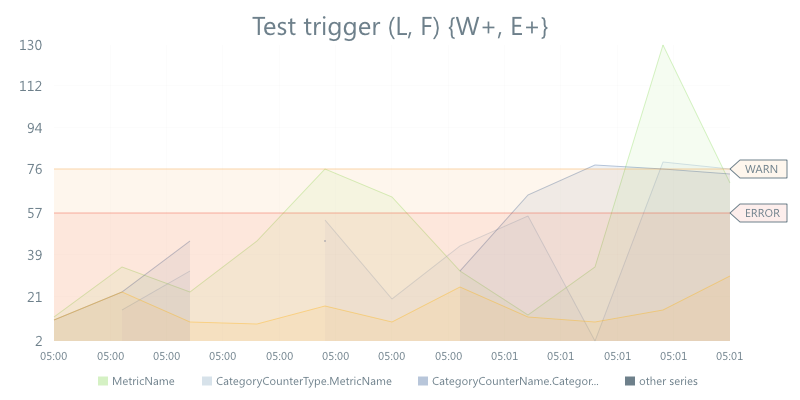 Test trigger (L, F) {W+, E+}
130
112
94
76
57
39
21
2
WARN
ERROR
05:00 05:00 05:00 05:00 05:00 05:00 05:00 05:00 05:01 05:01 05:01 05:01 05:01
MetricName CategoryCounterType.MetricName CategoryCounterName.Categor... other series